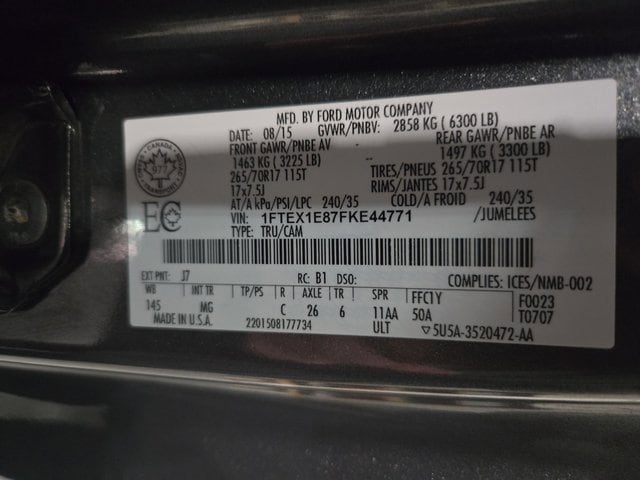 MFD. BY FORD MOTOR COMPANY
DATE: 08/15 GVWR/PNBV: 2858 KG ( 6300 LB)
FRONT GAWR/PNBE AV REAR GAWR/PNBE AR
1463 KG ( 3225 LB) -- 1497 KG ( 3300 LB)
265/70R17 115T TIRES/PNEUS 265/70R17 115T
17x7.5J RIMS/JANTES 17x7.5J
AT/A kPa/PSI/LPC 240/35 COLD/A FROID 240/35
VIN: 1FTEX1E87FKE44771 /JUMELEES
TYPE: TRU/CAM
CANADA
977
TRANSPORT
EC
EXT PNT: J7 RC: B1 DSO: COMPLIES: ICES/NMB-002
WB INT TR TP/PS R AXLE TR SPR FFC1Y F0023
145 MG C 26 6 11AA 50A T0707
MADE IN U.S.A. 2201508177734 ULT ▽5U5A-3520472-AA